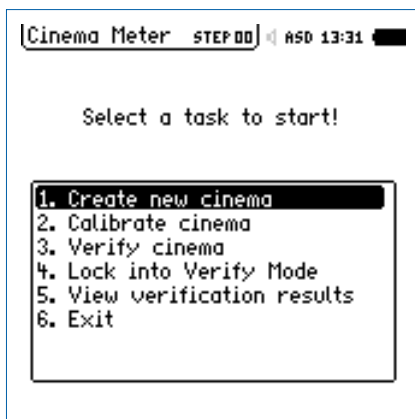 Cinema Meter STEP 00 ASD 13:31
Select a task to start!
1. Create new cinema
2. Calibrate cinema
3. Verify cinema
4. Lock into Verify Mode
5. View verification results
6. Exit